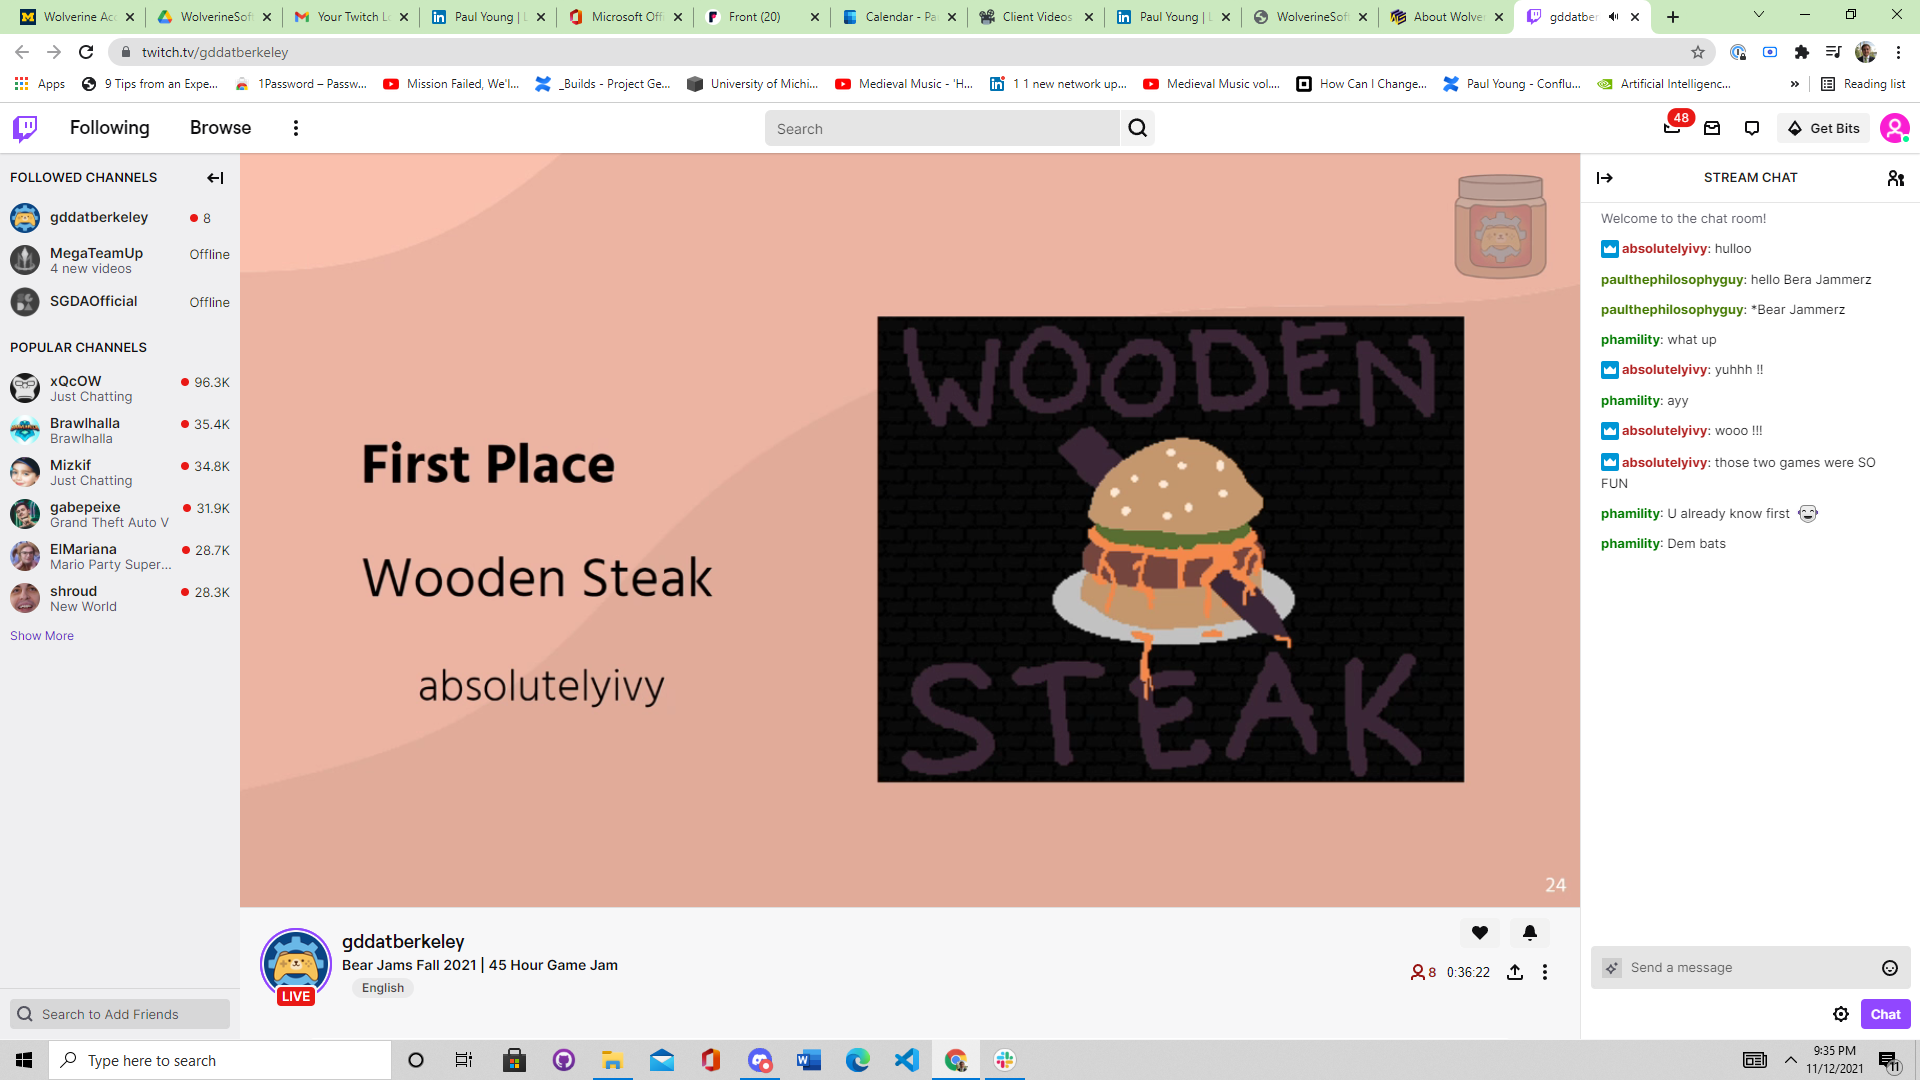 Wolverine Acc
WolverineSoft
Your Twitch Lo
Paul Young | L
Microsoft Offi
Front (20)
Calendar - Pa
Client Videos
Paul Young | L
WolverineSoft
About Wolver
gddatber
twitch.tv/gddatberkeley
Apps
9 Tips from an Expe...
1Password – Passw...
Mission Failed, We'l...
_Builds - Project Ge...
University of Michi...
Medieval Music - 'H...
1 1 new network up...
Medieval Music vol....
How Can I Change...
Paul Young - Conflu...
Artificial Intelligenc...
»
Reading list
Following
Browse
Search
48
Get Bits
FOLLOWED CHANNELS
gddatberkeley
8
MegaTeamUp
Offline
4 new videos
SGDAOfficial
Offline
POPULAR CHANNELS
xQcOW
96.3K
Just Chatting
Brawlhalla
35.4K
Brawlhalla
Mizkif
34.8K
Just Chatting
gabepeixe
31.9K
Grand Theft Auto V
ElMariana
28.7K
Mario Party Super...
shroud
28.3K
New World
Show More
Search to Add Friends
First Place
Wooden Steak
absolutelyivy
WOODEN
STEAK
24
gddatberkeley
Bear Jams Fall 2021 | 45 Hour Game Jam
English
LIVE
8
0:36:22
STREAM CHAT
Welcome to the chat room!
absolutelyivy: hulloo
paulthephilosophyguy: hello Bera Jammerz
paulthephilosophyguy: *Bear Jammerz
phamility: what up
absolutelyivy: yuhhh !!
phamility: ayy
absolutelyivy: wooo !!!
absolutelyivy: those two games were SO
FUN
phamility: U already know first
phamility: Dem bats
Send a message
Chat
Type here to search
9:35 PM
11/12/2021
11